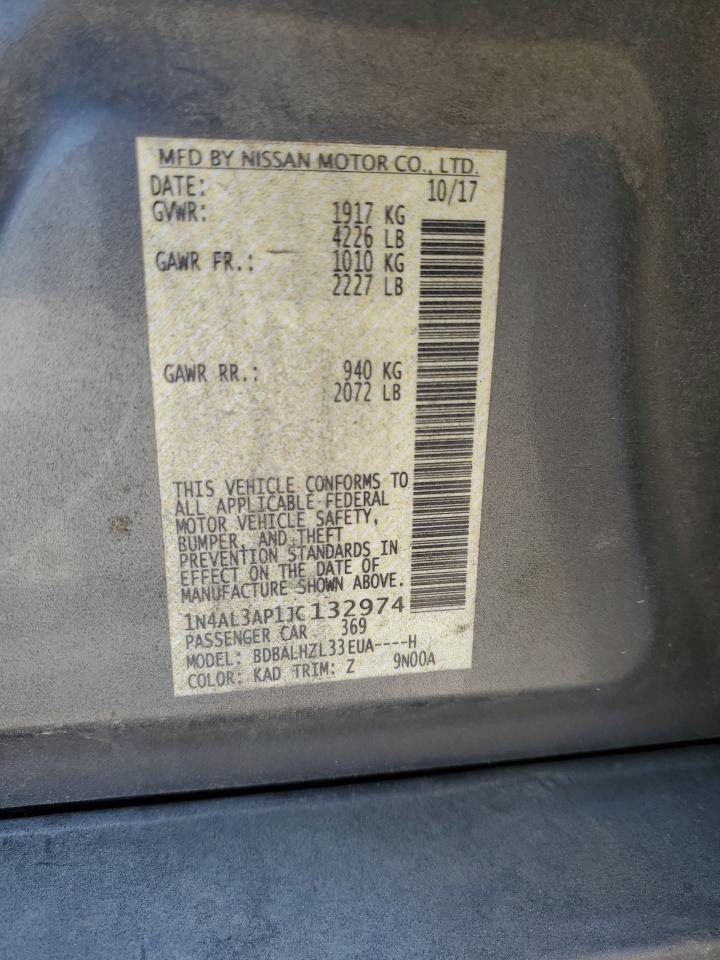 MFD BY NISSAN MOTOR CO., LTD.
DATE: 10/17
GVWR: 1917 KG
4226 LB
GAWR FR.: 1010 KG
2227 LB
GAWR RR.: 940 KG
2072 LB
THIS VEHICLE CONFORMS TO
ALL APPLICABLE FEDERAL
MOTOR VEHICLE SAFETY,
BUMPER, AND THEFT
PREVENTION STANDARDS IN
EFFECT ON THE DATE OF
MANUFACTURE SHOWN ABOVE.
1N4AL3AP1JC132974
PASSENGER CAR 369
MODEL: BDBALHZL33EUA----H
COLOR: KAD TRIM: Z 9N00A